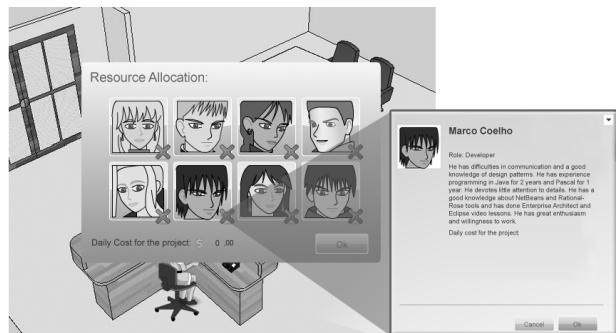 Resource Allocation:
Daily Cost for the project: $ 0 ,00
Ok
Marco Coelho
Role: Developer
He has difficulties in communication and a good
knowledge of design patterns. He has experience
programming in Java for 2 years and Pascal for 1
year. He devotes little attention to details. He has a
good knowledge about NetBeans and Rational-
Rose tools and has done Enterprise Architect and
Eclipse video lessons. He has great enthusiasm
and willingness to work.
Daily cost for the project
Cancel
Ok